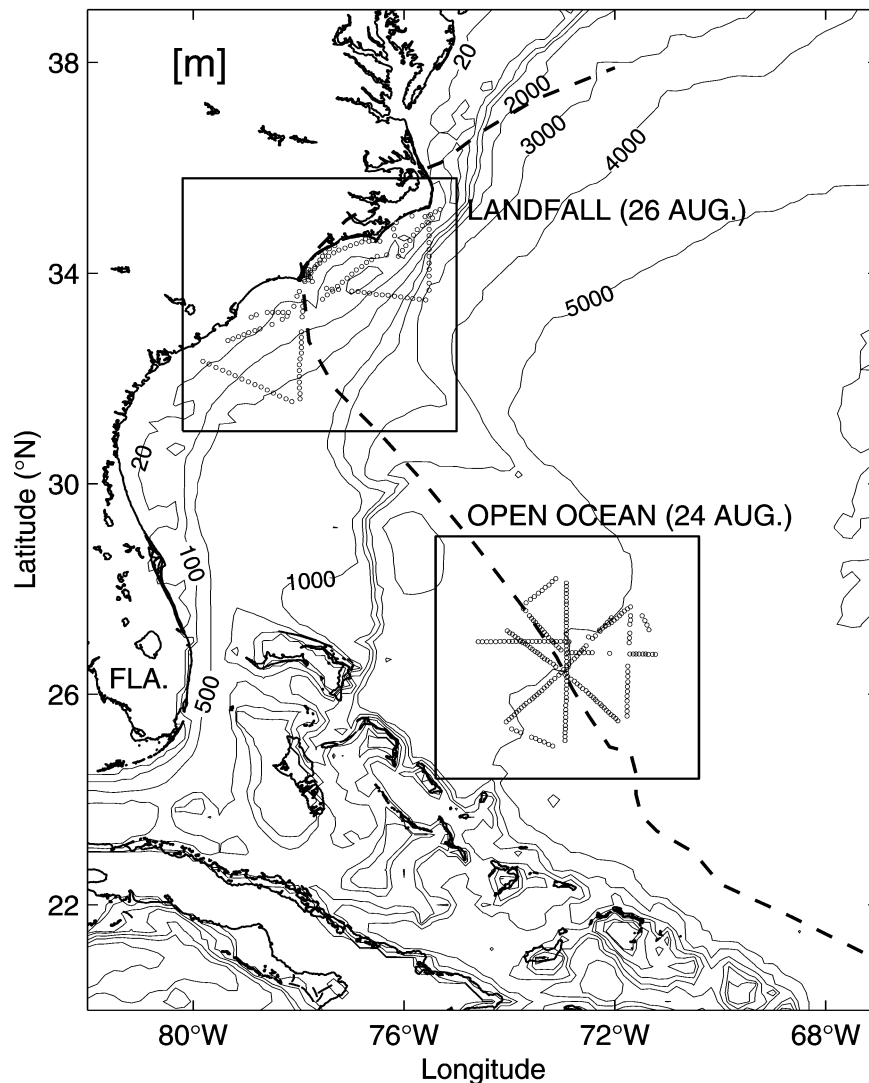 38
[m]
20
2000
3000
4000
LANDFALL (26 AUG.)
34
5000
20
30
OPEN OCEAN (24 AUG.)
100
1000
FLA.
500
26
22
Latitude (°N)
80°W
76°W
72°W
68°W
Longitude